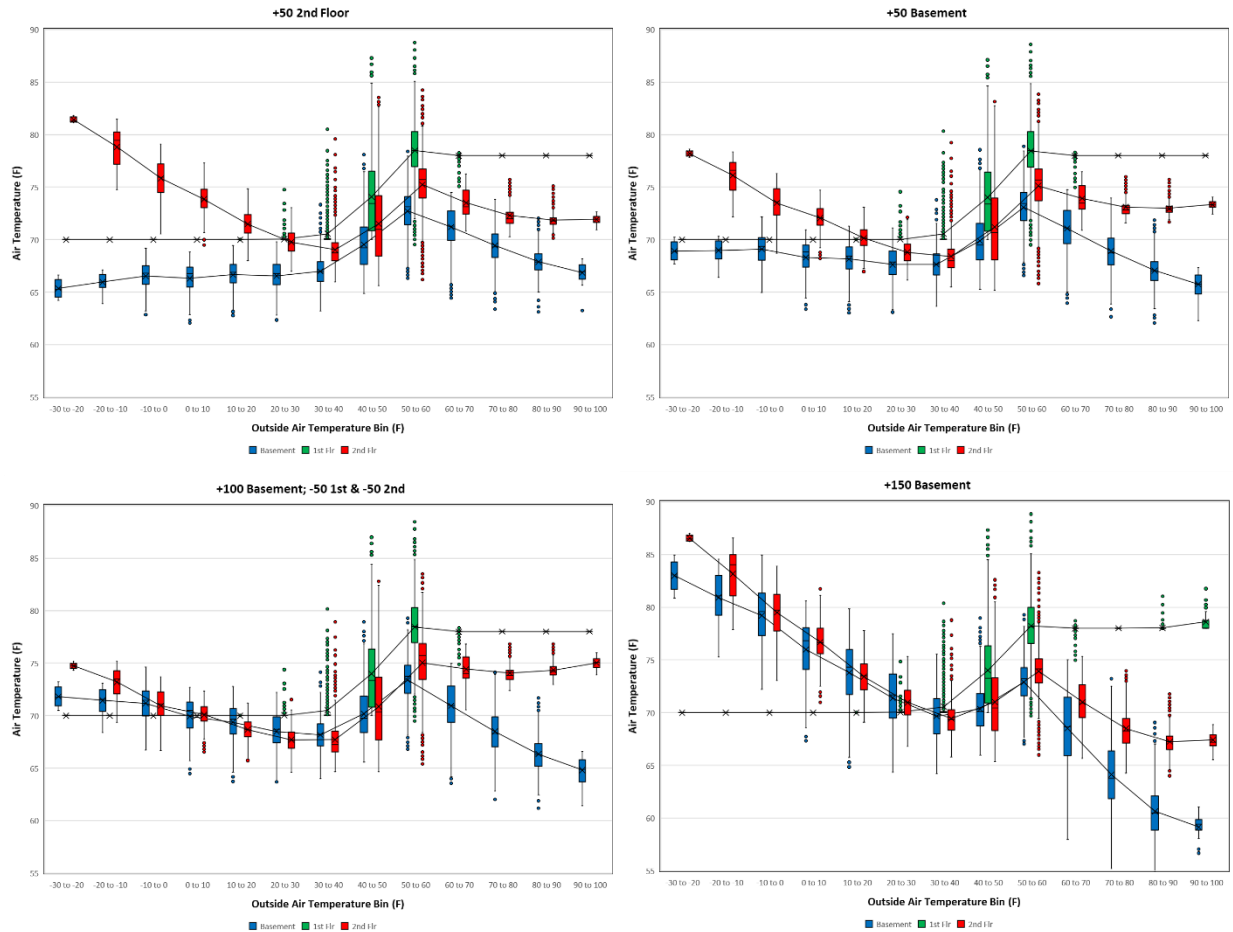 +50 2nd Floor
90
85
80
75
70
65
60
55
Air Temperature (F)
-30 to -20 -20 to -10 -10 to 0 0 to 10 10 to 20 20 to 30 30 to 40 40 to 50 50 to 60 60 to 70 70 to 80 80 to 90 90 to 100
Outside Air Temperature Bin (F)
Basement 1st Flr 2nd Flr
+50 Basement
90
85
80
75
70
65
60
55
Air Temperature (F)
-30 to -20 -20 to -10 -10 to 0 0 to 10 10 to 20 20 to 30 30 to 40 40 to 50 50 to 60 60 to 70 70 to 80 80 to 90 90 to 100
Outside Air Temperature Bin (F)
Basement 1st Flr 2nd Flr
+100 Basement; -50 1st & -50 2nd
90
85
80
75
70
65
60
55
Air Temperature (F)
-30 to -20 -20 to -10 -10 to 0 0 to 10 10 to 20 20 to 30 30 to 40 40 to 50 50 to 60 60 to 70 70 to 80 80 to 90 90 to 100
Outside Air Temperature Bin (F)
Basement 1st Flr 2nd Flr
+150 Basement
90
85
80
75
70
65
60
55
Air Temperature (F)
30 to -20 -20 to -10 -10 to 0 0 to 10 10 to 20 20 to 30 30 to 40 40 to 50 50 to 60 60 to 70 70 to 80 80 to 90 90 to 100
Outside Air Temperature Bin (F)
Basement 1st Flr 2nd Flr